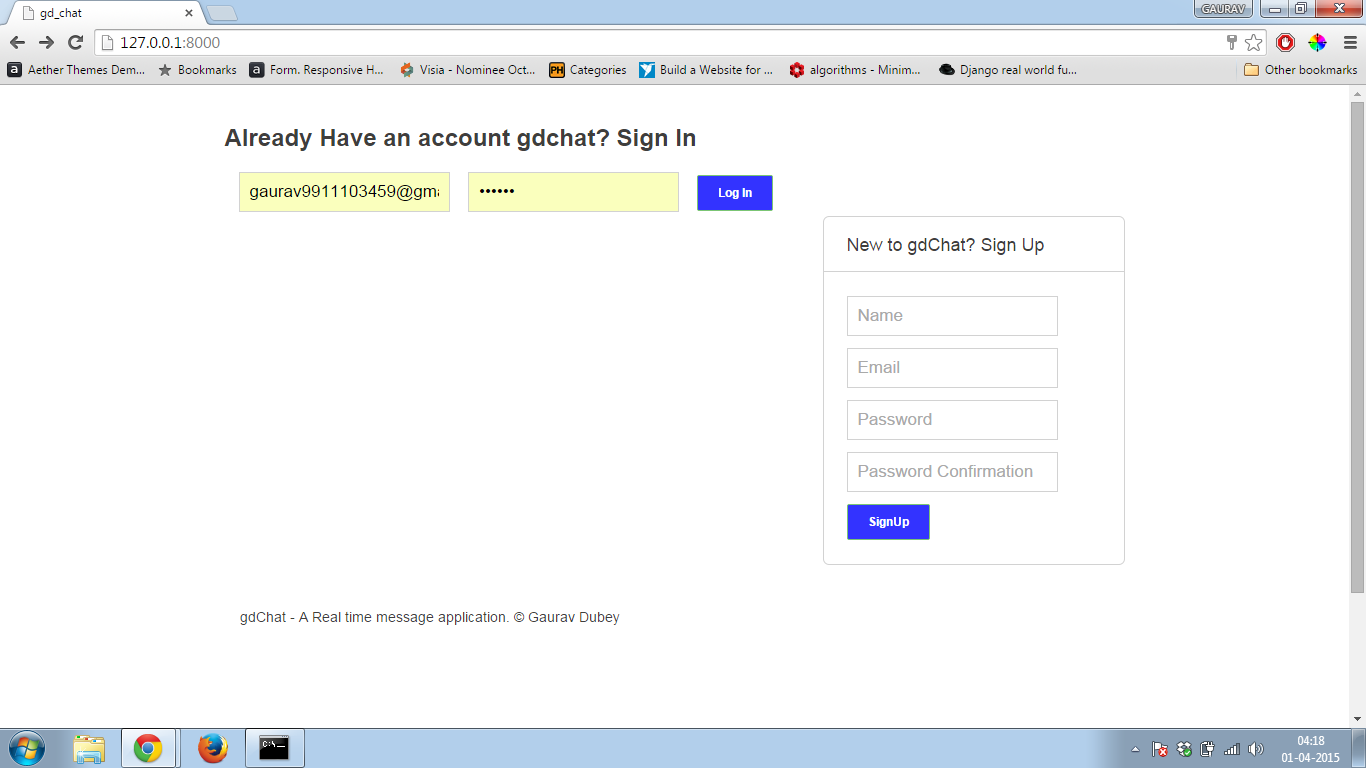 gd_chat
GAURAV
127.0.0.1:8000
a Aether Themes Dem... Bookmarks a Form. Responsive H... Visia - Nominee Oct... PH Categories Build a Website for ... algorithms - Minim... Django real world fu... Other bookmarks
Already Have an account gdchat? Sign In
gaurav9911103459@gma
•••••• Log In
New to gdChat? Sign Up
Name
Email
Password
Password Confirmation
SignUp
gdChat - A Real time message application. © Gaurav Dubey
C:\
04:18
01-04-2015